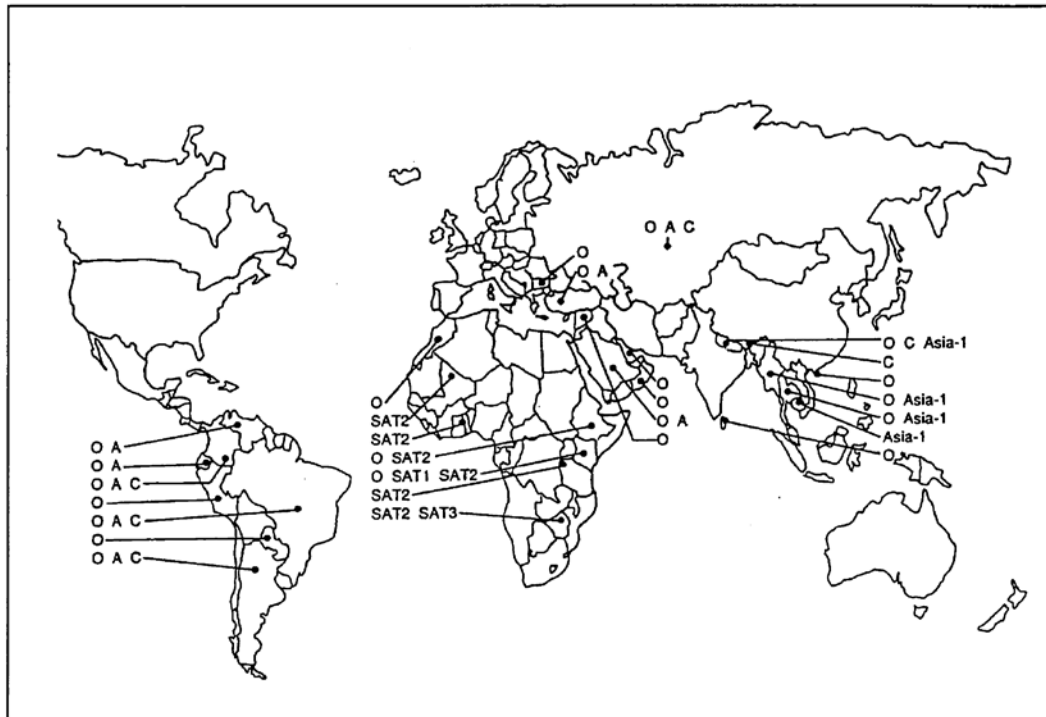 O A C
O
O A
O C Asia-1
C
O
O Asia-1
O Asia-1
Asia-1
O
O
O
O A
O
O
SAT2
SAT2
O SAT2
O SAT1 SAT2
SAT2
SAT2 SAT3
O A
O A
O A C
O
O A C
O
O A C